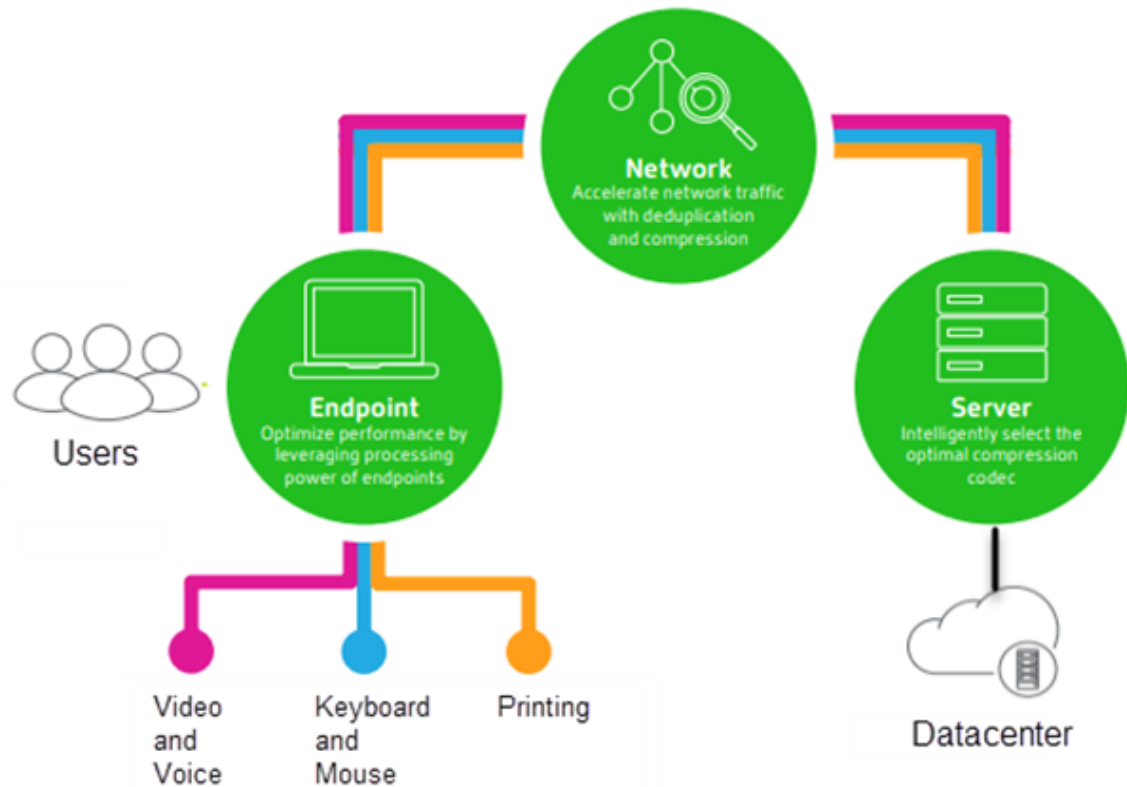 Network
Accelerate network traffic
with deduplication
and compression
Endpoint
Optimize performance by
leveraging processing
power of endpoints
Server
Intelligently select the
optimal compression
codec
Users
Video
and
Voice
Keyboard
and
Mouse
Printing
Datacenter